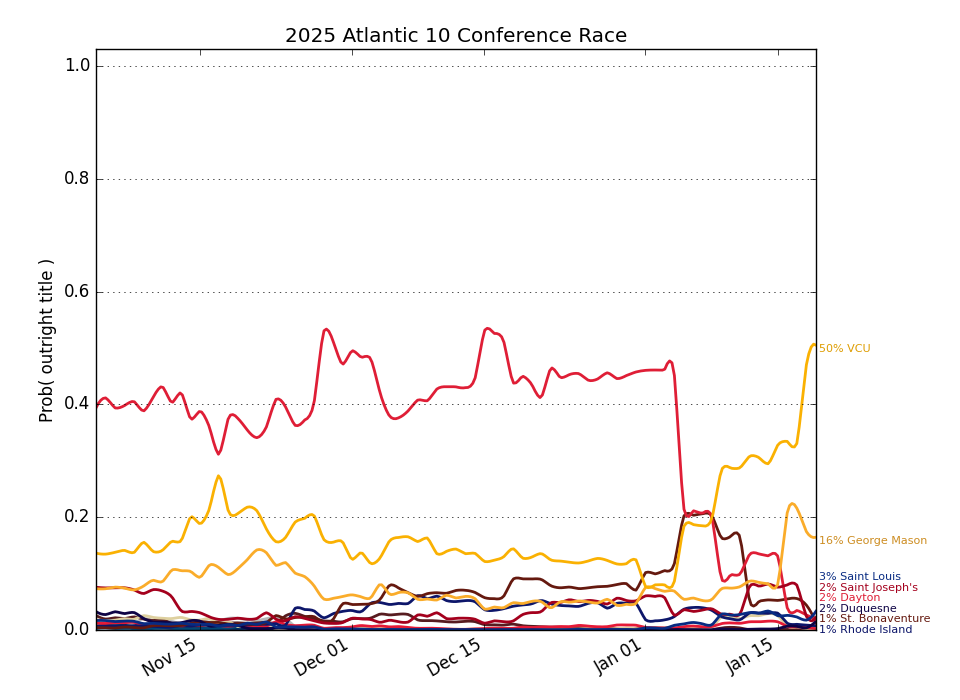 2025 Atlantic 10 Conference Race
Prob( outright title )
1.0
0.8
0.6
0.4
0.2
0.0
Nov 15
Dec 01
Dec 15
Jan 01
Jan 15
50% VCU
16% George Mason
3% Saint Louis
2% Saint Joseph's
2% Dayton
2% Duquesne
1% St. Bonaventure
1% Rhode Island